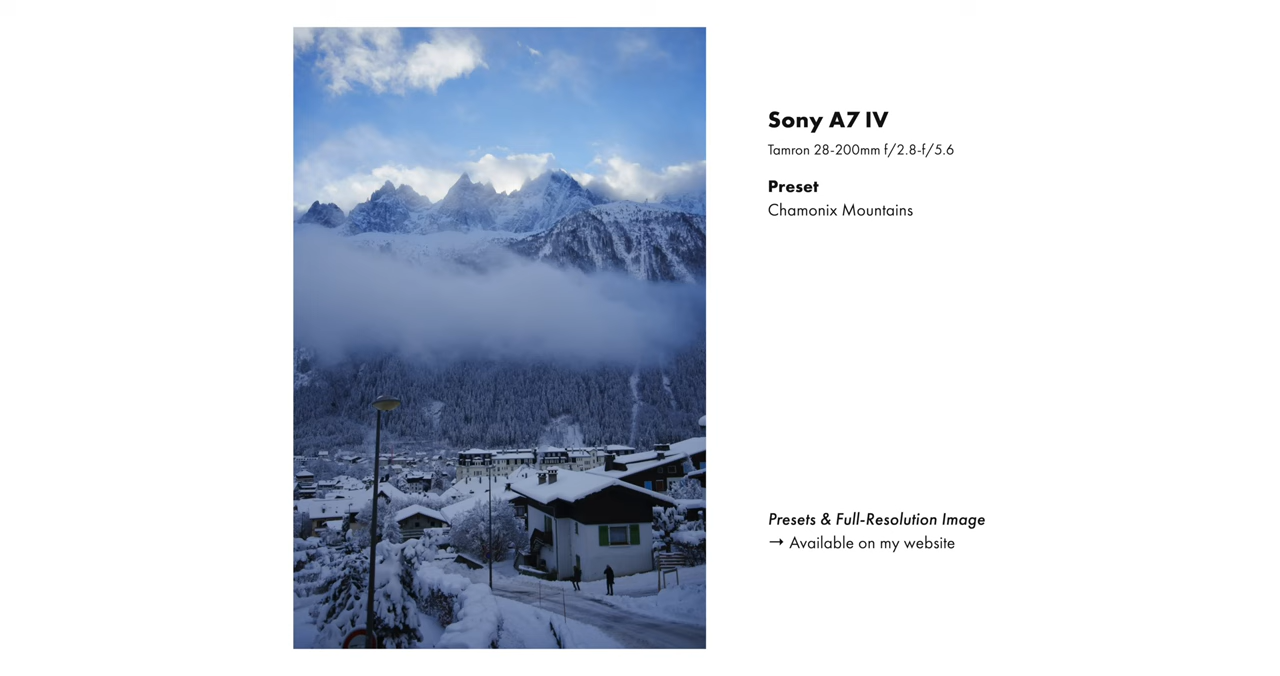 Sony A7 IV
Tamron 28-200mm f/2.8-f/5.6
Preset
Chamonix Mountains
Presets & Full-Resolution Image
→ Available on my website